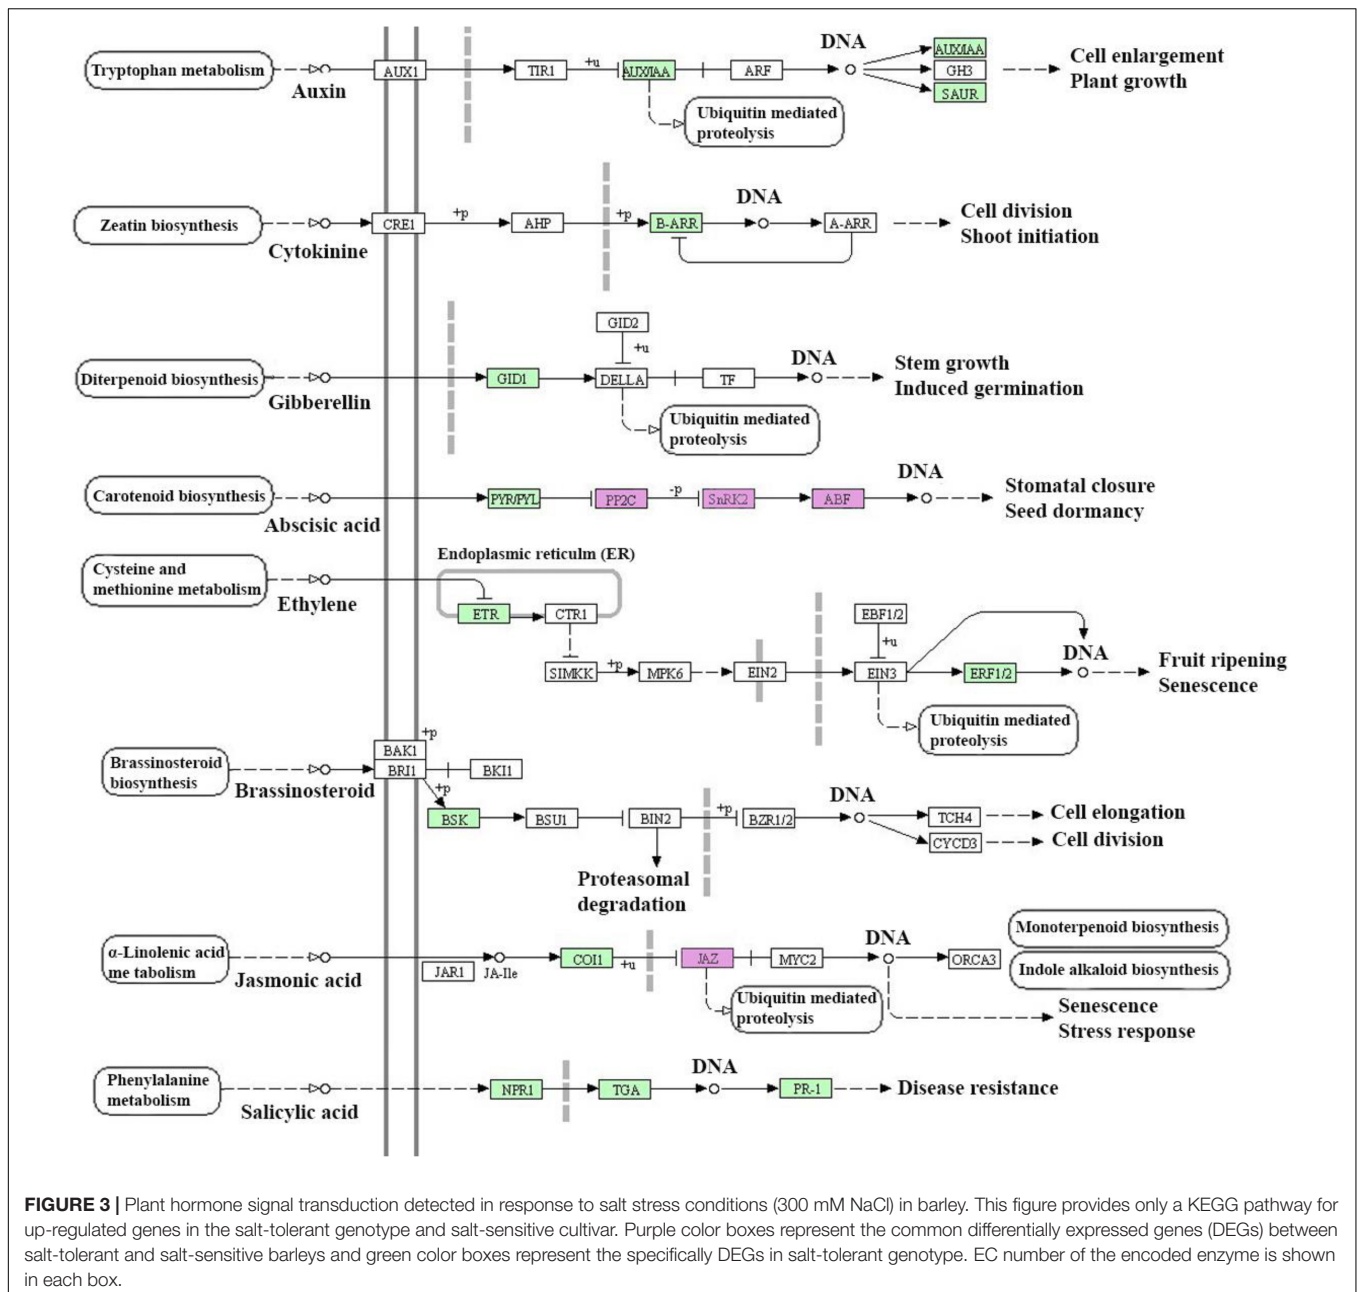 Tryptophan metabolism
Auxin
AUX1
TIR1
+u
AUX/IAA
ARF
DNA
AUX/IAA
GH3
SAUR
Cell enlargement
Plant growth
Ubiquitin mediated
proteolysis
Zeatin biosynthesis
Cytokinine
CRE1
+p
AHP
+p
B-ARR
DNA
A-ARR
Cell division
Shoot initiation
GID2
+u
Diterpenoid biosynthesis
Gibberellin
GID1
DELLA
TF
DNA
Stem growth
Induced germination
Ubiquitin mediated
proteolysis
Carotenoid biosynthesis
Abscisic acid
PYR/PYL
PP2C
-p
SnRK2
ABF
DNA
Stomatal closure
Seed dormancy
Cysteine and
methionine metabolism
Ethylene
Endoplasmic reticulm (ER)
ETR
CTR1
SIMKK
+p
MPK6
EIN2
EBF1/2
+u
EIN3
ERF1/2
DNA
Fruit ripening
Senescence
Ubiquitin mediated
proteolysis
Brassinosteroid
biosynthesis
Brassinosteroid
+p
BAK1
BRI1
BKI1
+p
BSK
BSU1
BIN2
+p
BZR1/2
DNA
TCH4
CYCD3
Cell elongation
Cell division
Proteasomal
degradation
α-Linolenic acid
me tabolism
Jasmonic acid
JAR1
JA-Ile
COI1
+u
JAZ
MYC2
DNA
ORCA3
Monoterpenoid biosynthesis
Indole alkaloid biosynthesis
Ubiquitin mediated
proteolysis
Senescence
Stress response
Phenylalanine
metabolism
Salicylic acid
NPR1
TGA
DNA
PR-1
Disease resistance
FIGURE 3 | Plant hormone signal transduction detected in response to salt stress conditions (300 mM NaCl) in barley. This figure provides only a KEGG pathway for
up-regulated genes in the salt-tolerant genotype and salt-sensitive cultivar. Purple color boxes represent the common differentially expressed genes (DEGs) between
salt-tolerant and salt-sensitive barleys and green color boxes represent the specifically DEGs in salt-tolerant genotype. EC number of the encoded enzyme is shown
in each box.